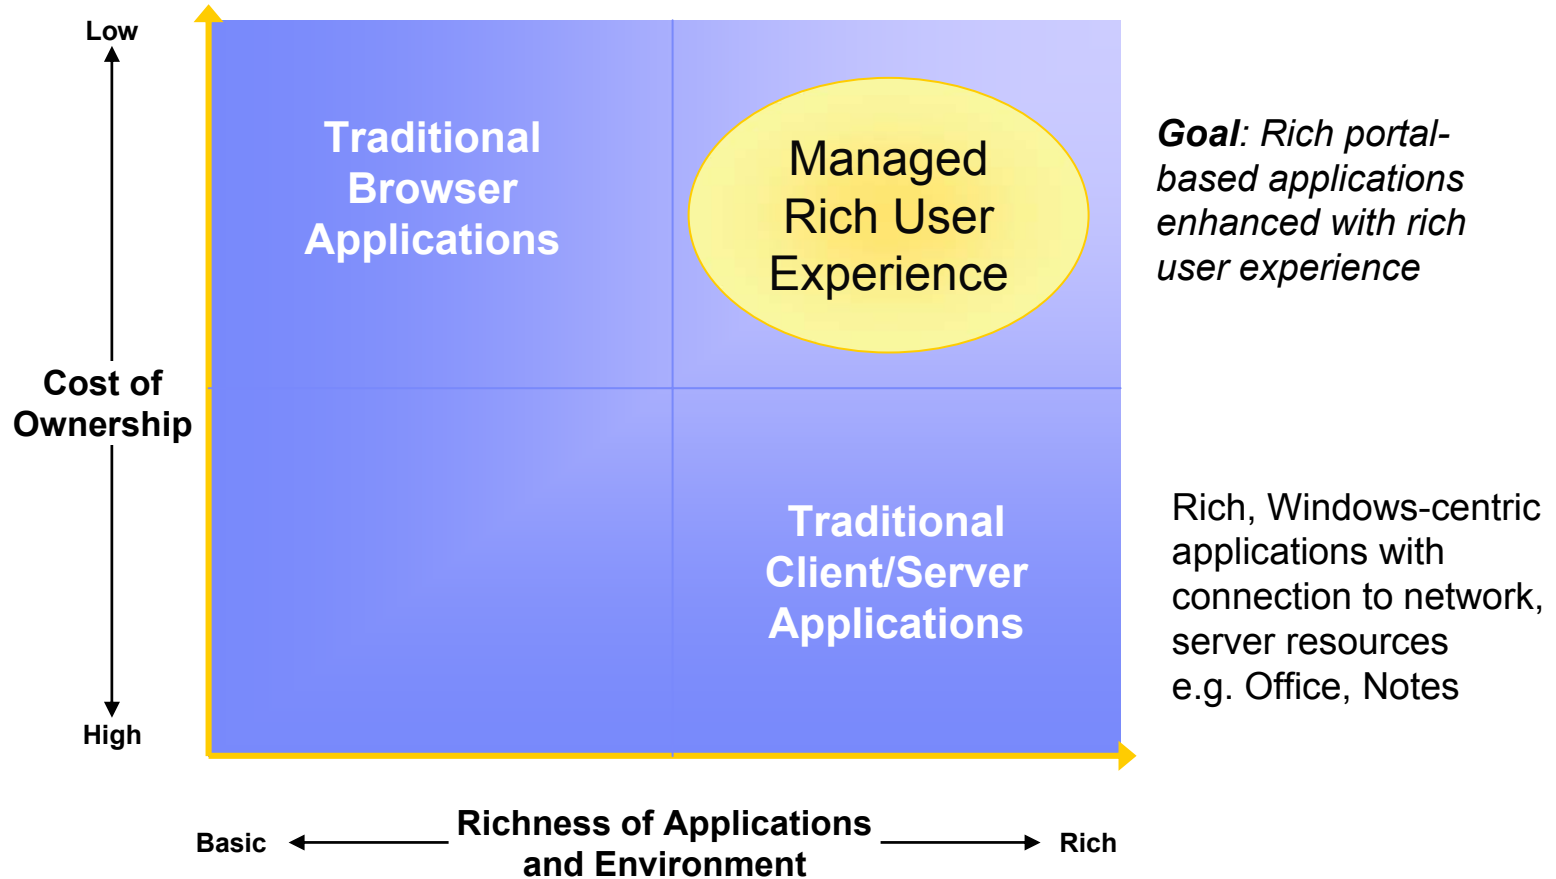 Low
Traditional
Browser
Applications
Managed
Rich User
Experience
Goal: Rich portal-
based applications
enhanced with rich
user experience
Cost of
Ownership
Traditional
Client/Server
Applications
Rich, Windows-centric
applications with
connection to network,
server resources
e.g. Office, Notes
High
Basic
Richness of Applications
and Environment
Rich